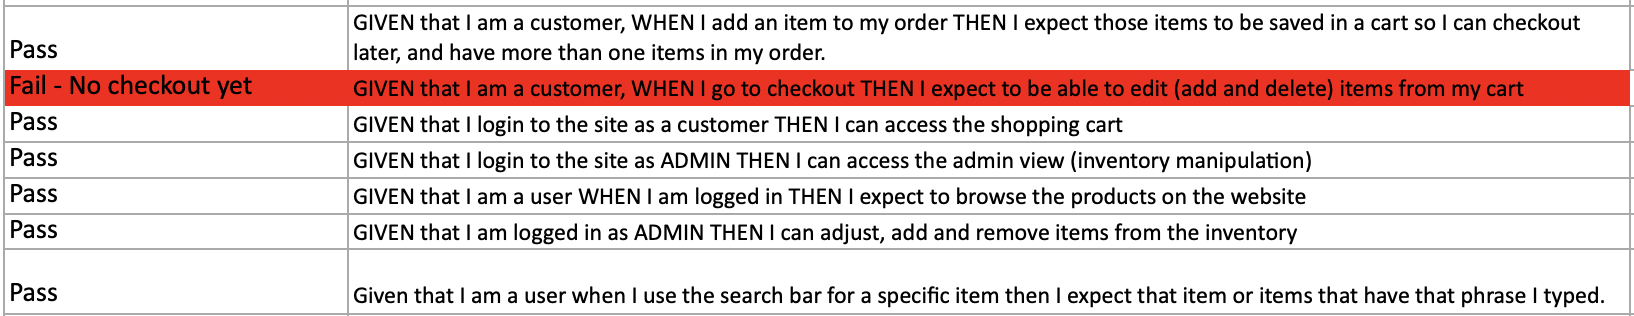 Pass
GIVEN that I am a customer, WHEN I add an item to my order THEN I expect those items to be saved in a cart so I can checkout
later, and have more than one items in my order.
Fail - No checkout yet
GIVEN that I am a customer, WHEN I go to checkout THEN I expect to be able to edit (add and delete) items from my cart
Pass
GIVEN that I login to the site as a customer THEN I can access the shopping cart
Pass
GIVEN that I login to the site as ADMIN THEN I can access the admin view (inventory manipulation)
Pass
GIVEN that I am a user WHEN I am logged in THEN I expect to browse the products on the website
Pass
GIVEN that I am logged in as ADMIN THEN I can adjust, add and remove items from the inventory
Pass
Given that I am a user when I use the search bar for a specific item then I expect that item or items that have that phrase I typed.